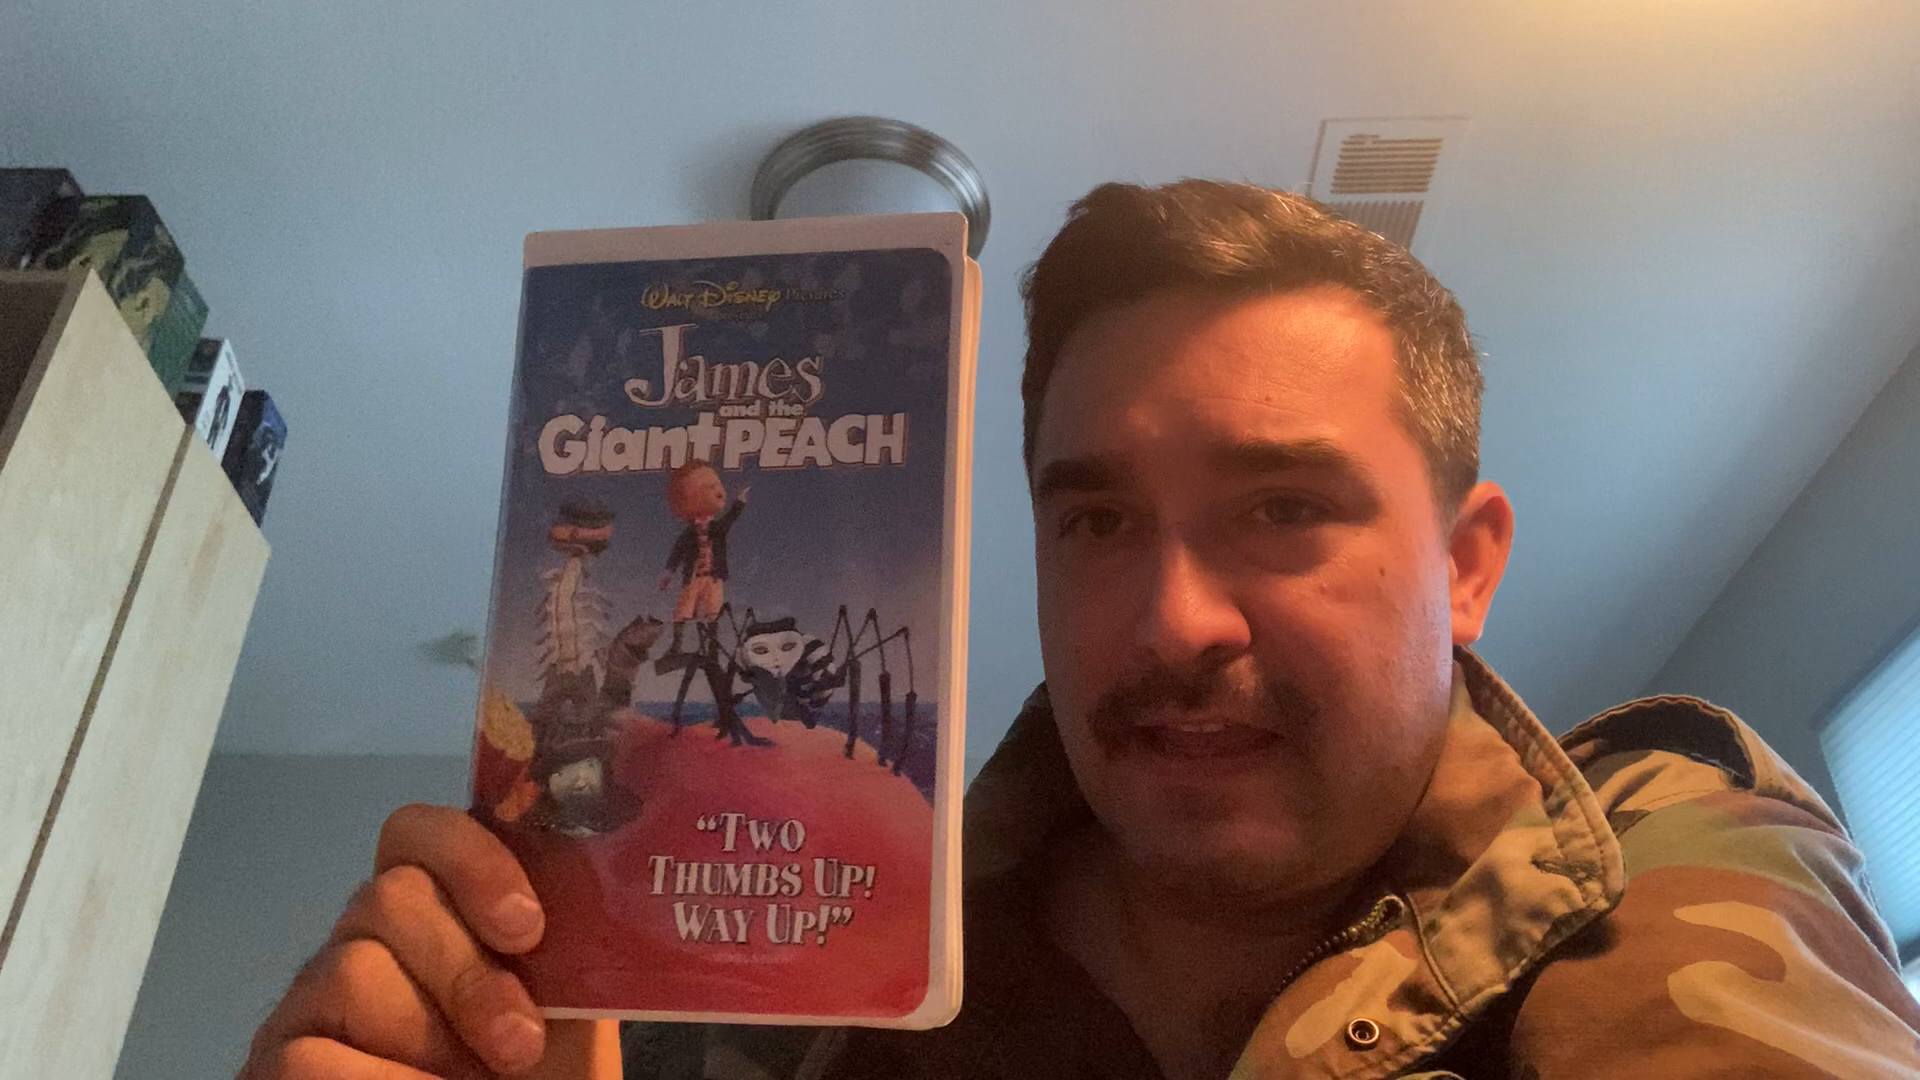 WALT DISNEY Pictures
James
and the
Giant PEACH
“TWO
THUMBS UP!
WAY UP!”